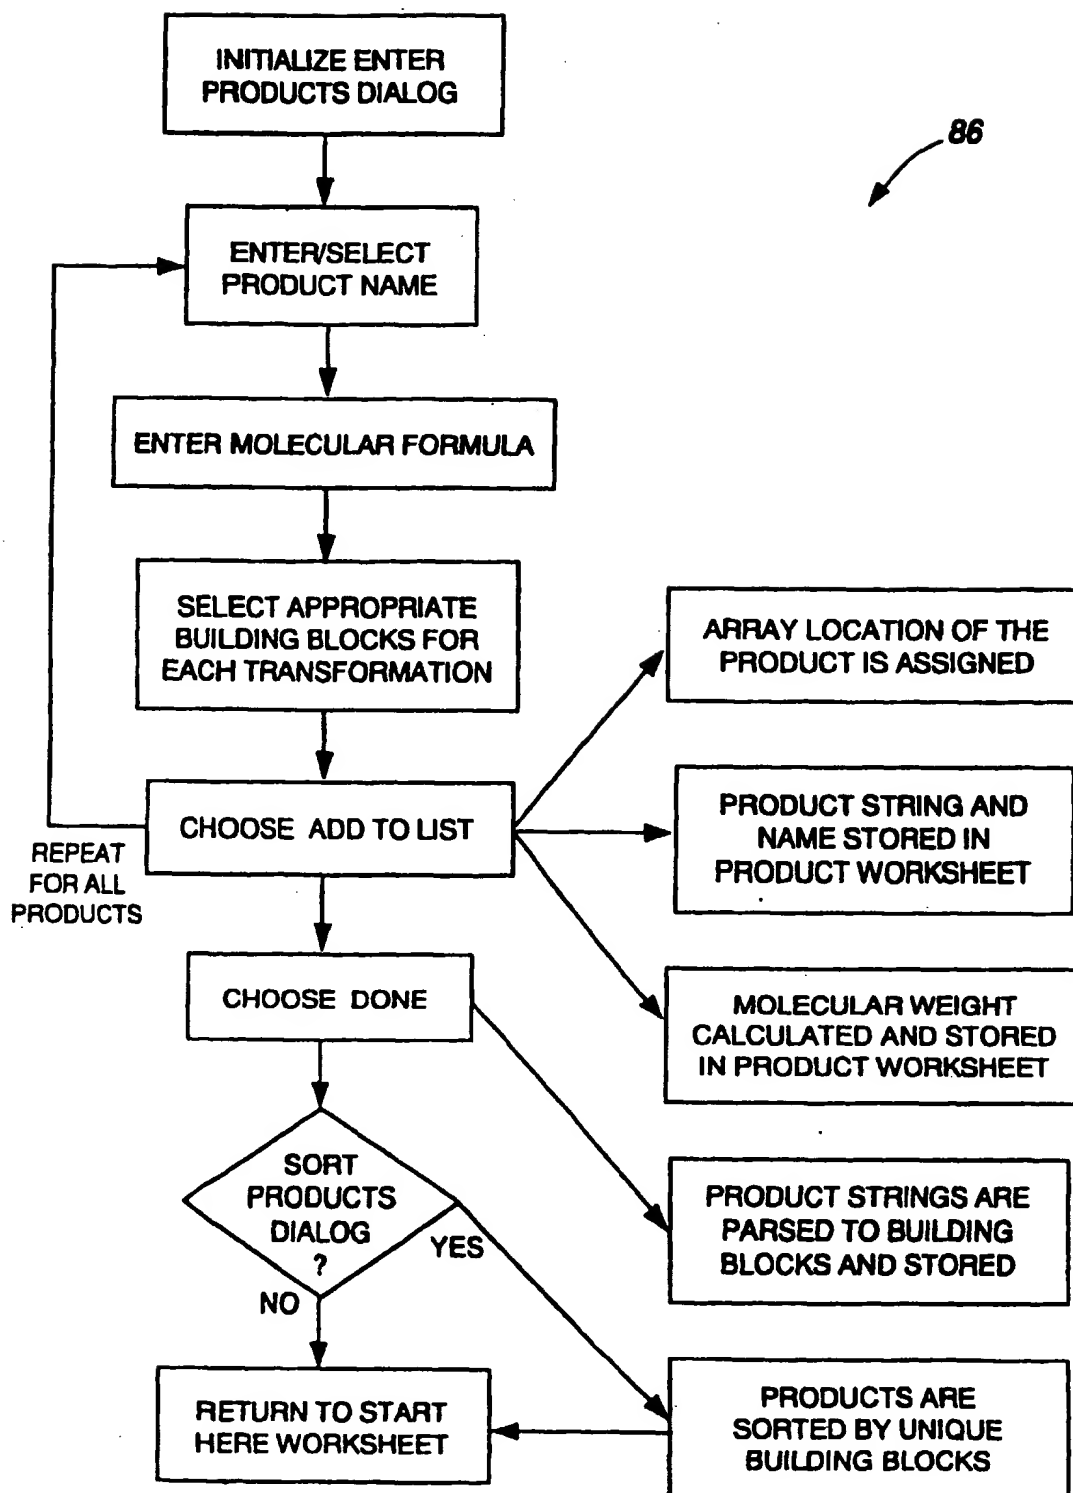 INITIALIZE ENTER
PRODUCTS DIALOG
86
ENTER/SELECT
PRODUCT NAME
ENTER MOLECULAR FORMULA
SELECT APPROPRIATE
BUILDING BLOCKS FOR
EACH TRANSFORMATION
ARRAY LOCATION OF THE
PRODUCT IS ASSIGNED
CHOOSE ADD TO LIST
PRODUCT STRING AND
NAME STORED IN
PRODUCT WORKSHEET
REPEAT
FOR ALL
PRODUCTS
CHOOSE DONE
MOLECULAR WEIGHT
CALCULATED AND STORED
IN PRODUCT WORKSHEET
SORT
PRODUCTS
DIALOG
?
YES
NO
PRODUCT STRINGS ARE
PARSED TO BUILDING
BLOCKS AND STORED
RETURN TO START
HERE WORKSHEET
PRODUCTS ARE
SORTED BY UNIQUE
BUILDING BLOCKS